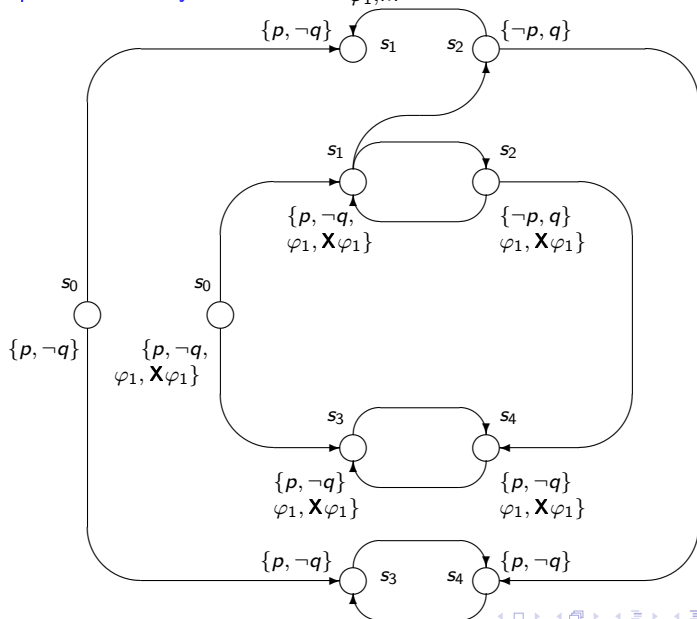 {p, ¬q}
s₁
s₂
{¬p, q}
s₁
s₂
{p, ¬q,
φ₁, Xφ₁}
{¬p, q}
φ₁, Xφ₁}
s₀
s₀
{p, ¬q}
{p, ¬q,
φ₁, Xφ₁}
s₃
s₄
{p, ¬q}
φ₁, Xφ₁}
{p, ¬q}
φ₁, Xφ₁}
{p, ¬q}
s₃
s₄
{p, ¬q}